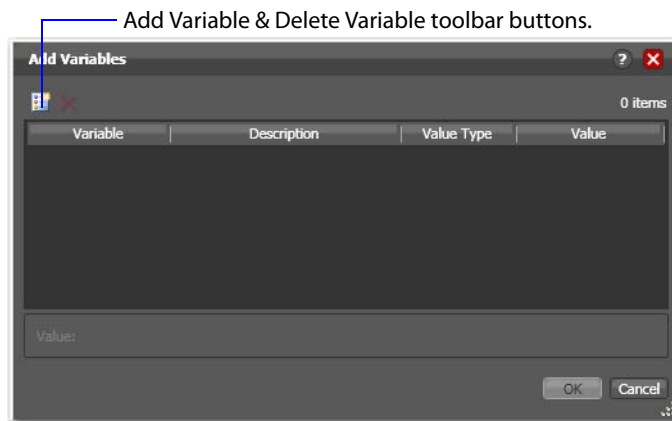 Add Variable & Delete Variable toolbar buttons.
Add Variables
?
0 items
Variable Description Value Type Value
Value:
OK Cancel